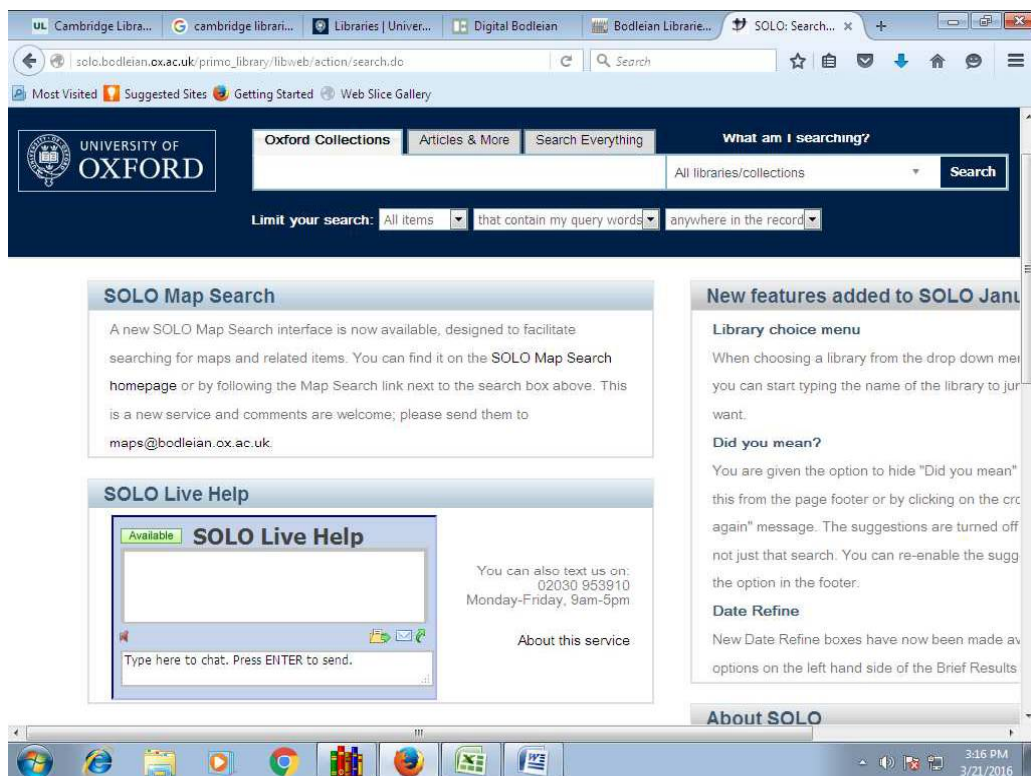 UL Cambridge Libra... cambridge librari... Libraries | Univer... Digital Bodleian Bodleian Librarie... SOLO: Search... × +
solo.bodleian.ox.ac.uk/primo_library/libweb/action/search.do Search
Most Visited Suggested Sites Getting Started Web Slice Gallery
UNIVERSITY OF
OXFORD
Oxford Collections Articles & More Search Everything What am I searching?
All libraries/collections Search
Limit your search: All items that contain my query words anywhere in the record
SOLO Map Search
A new SOLO Map Search interface is now available, designed to facilitate
searching for maps and related items. You can find it on the SOLO Map Search
homepage or by following the Map Search link next to the search box above. This
is a new service and comments are welcome; please send them to
maps@bodleian.ox.ac.uk.
SOLO Live Help
Available SOLO Live Help
You can also text us on:
02030 953910
Monday-Friday, 9am-5pm
About this service
Type here to chat. Press ENTER to send.
New features added to SOLO Janu
Library choice menu
When choosing a library from the drop down mer
you can start typing the name of the library to jur
want.
Did you mean?
You are given the option to hide "Did you mean"
this from the page footer or by clicking on the cro
again" message. The suggestions are turned off
not just that search. You can re-enable the sugg
the option in the footer.
Date Refine
New Date Refine boxes have now been made av
options on the left hand side of the Brief Results
About SOLO
3:16 PM
3/21/2016